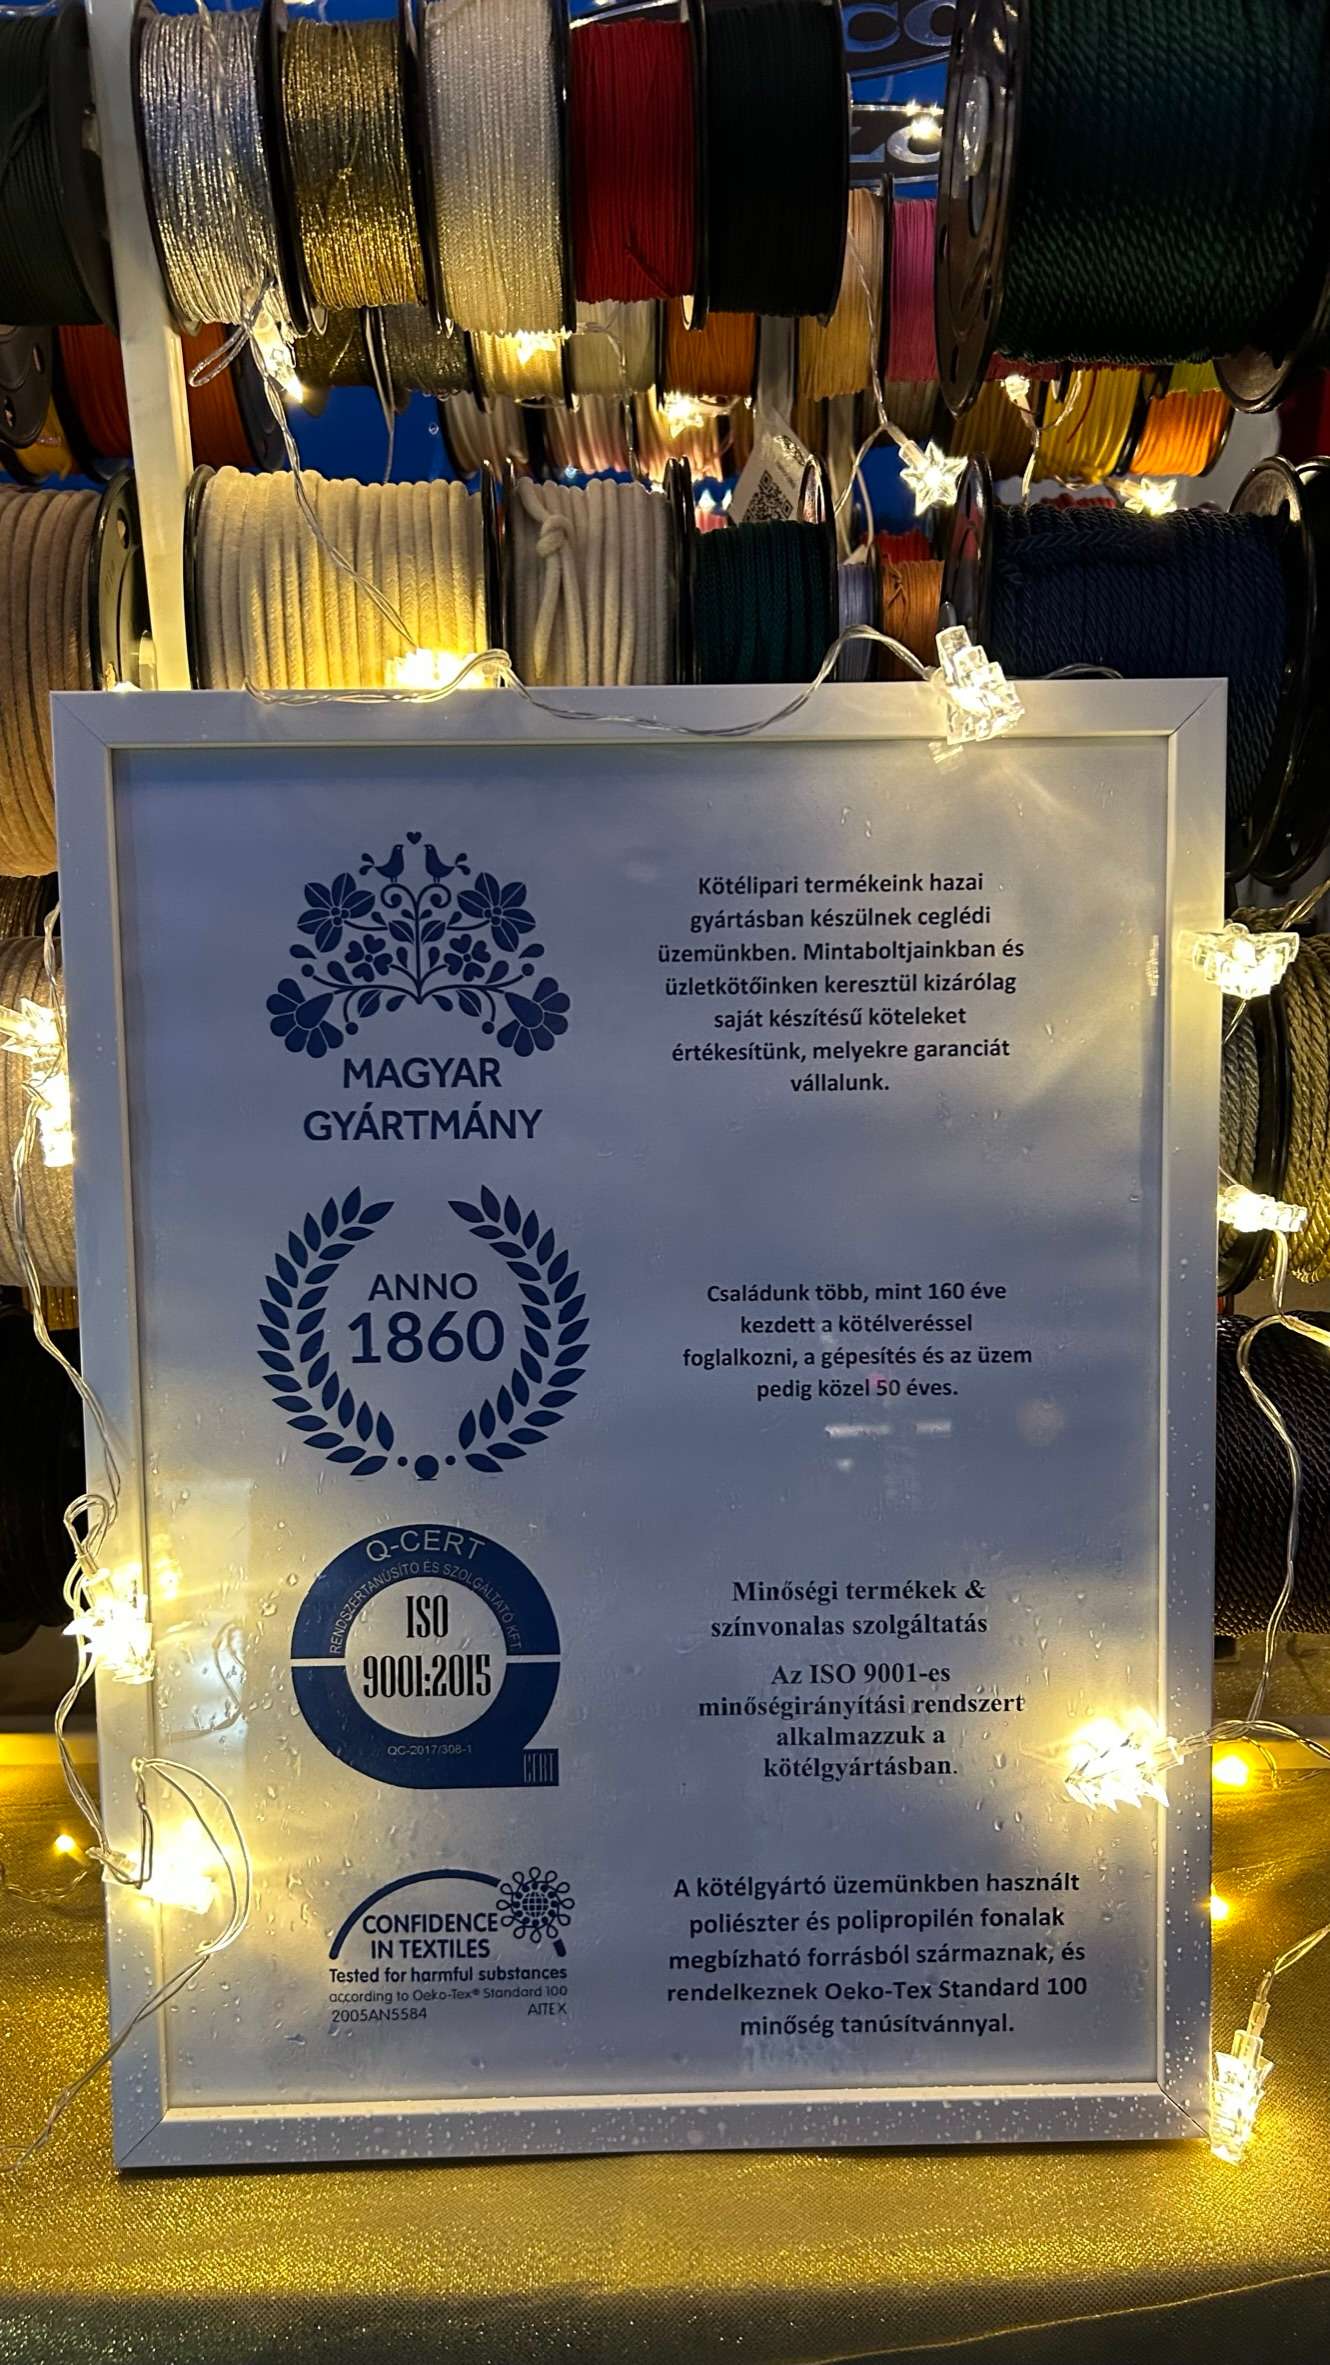 MAGYAR
GYÁRTMÁNY
Kötélipari termékeink hazai
gyártásban készülnek ceglédi
üzemünkben. Mintaboltjainkban és
üzletkötőinken keresztül kizárólag
saját készítésű köteleket
értékesítünk, melyekre garanciát
vállalunk.
ANNO
1860
Családunk több, mint 160 éve
kezdett a kötélveréssel
foglalkozni, a gépesítés és az üzem
pedig közel 50 éves.
Q-CERT
RENDSZERTANÚSÍTÓ ÉS SZOLGÁLTATÓ KFT
ISO
9001:2015
QC-2017/308-1
CERT
Minőségi termékek &
színvonalas szolgáltatás
Az ISO 9001-es
minőségirányítási rendszert
alkalmazzuk a
kötélgyártásban.
CONFIDENCE
IN TEXTILES
Tested for harmful substances
according to Oeko-Tex® Standard 100
2005AN5584 AITEX
A kötélgyártó üzemünkben használt
poliészter és polipropilén fonalak
megbízható forrásból származnak, és
rendelkeznek Oeko-Tex Standard 100
minőség tanúsítvánnyal.